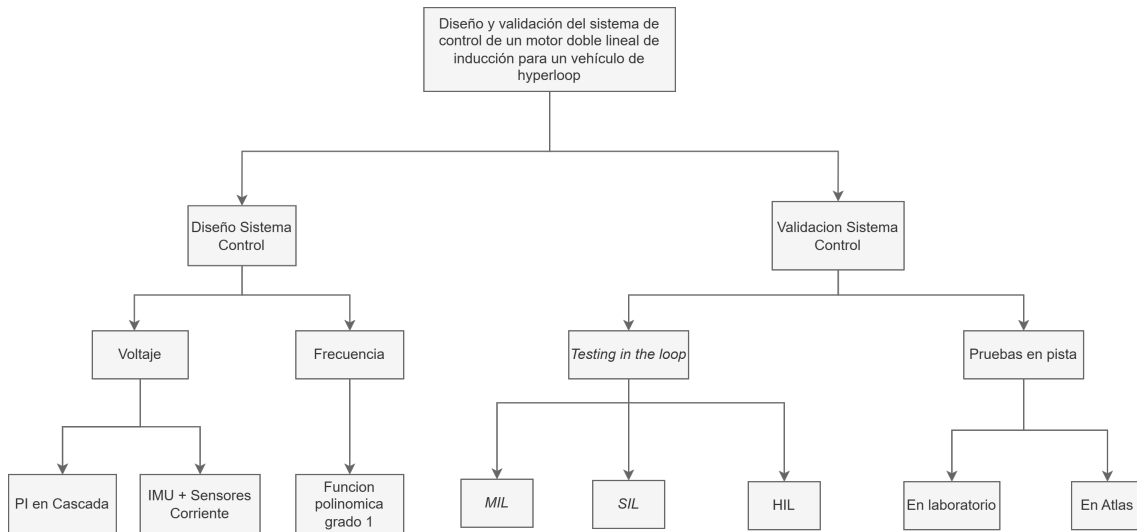 Diseño y validación del sistema de
control de un motor doble lineal de
inducción para un vehículo de
hyperloop
Diseño Sistema
Control
Validacion Sistema
Control
Voltaje
Frecuencia
Testing in the loop
Pruebas en pista
PI en Cascada
IMU + Sensores
Corriente
Funcion
polinomica
grado 1
MIL
SIL
HIL
En laboratorio
En Atlas